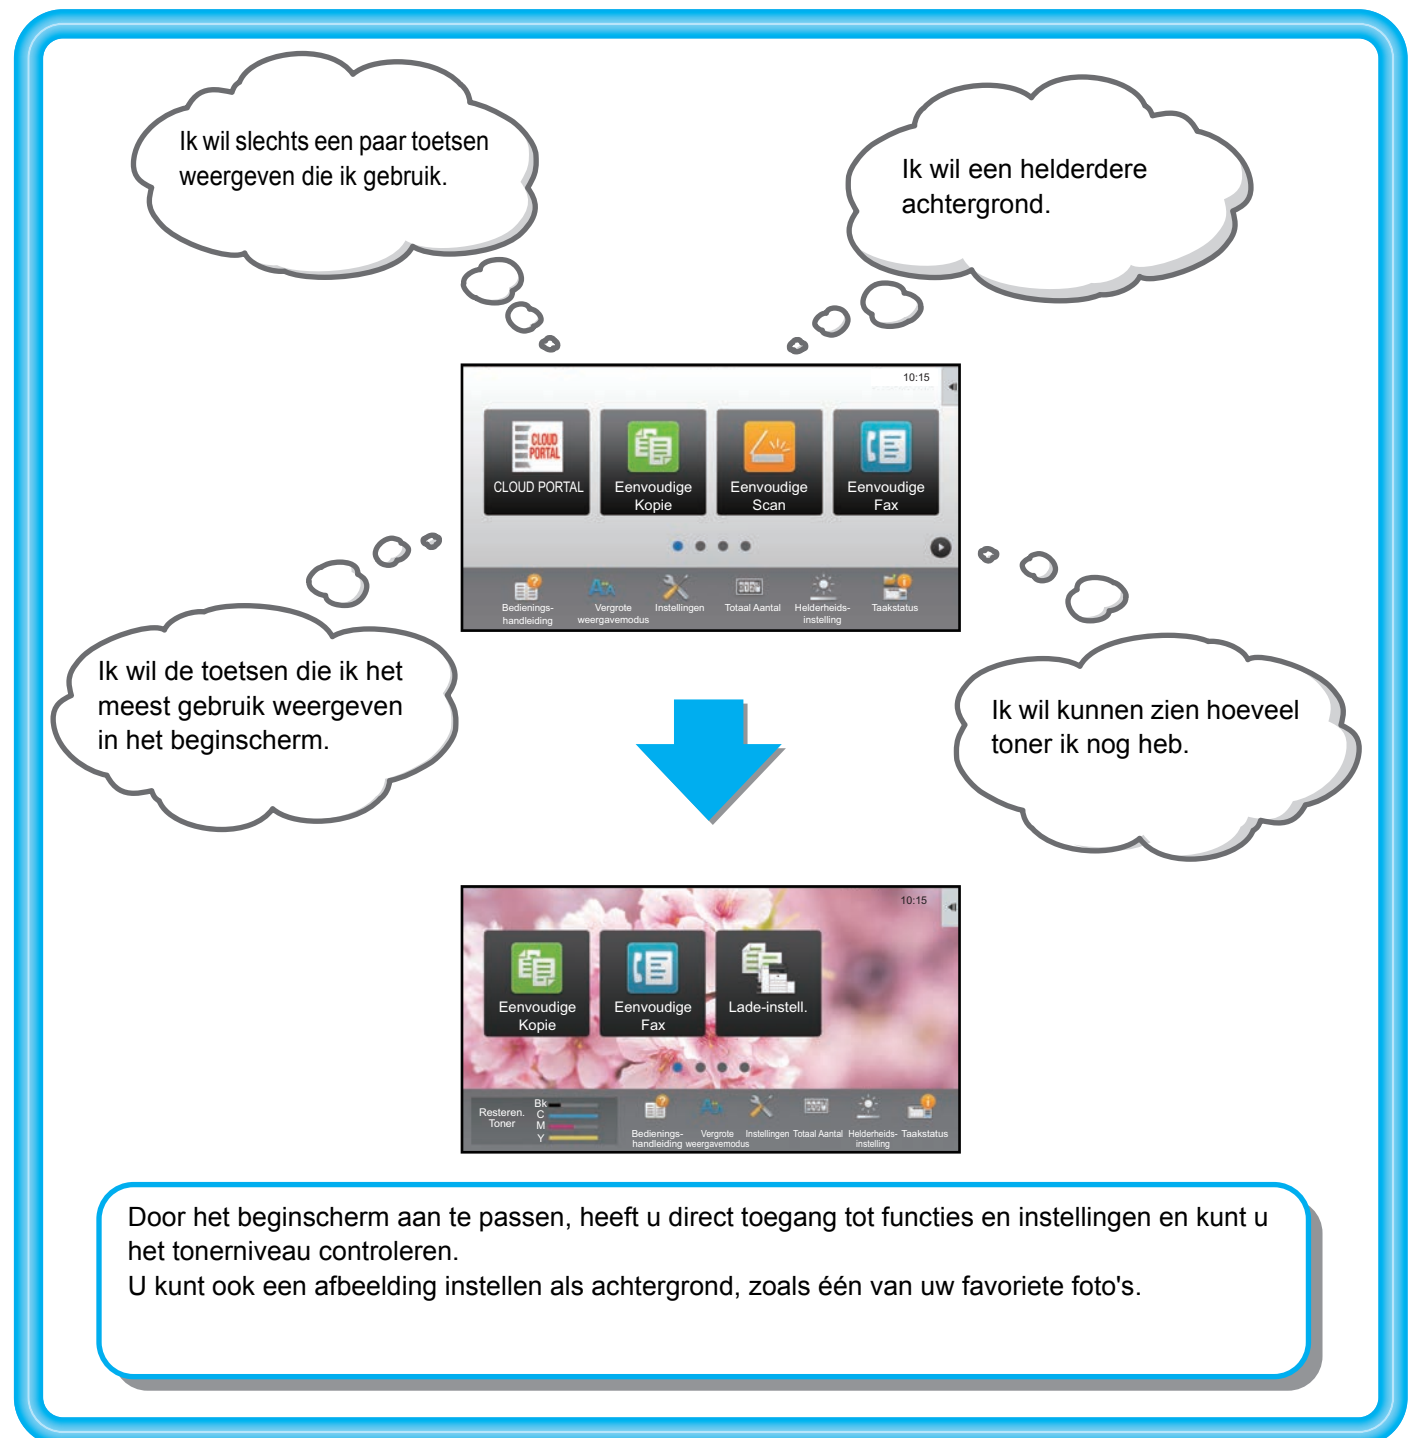 Ik wil slechts een paar toetsen
weergeven die ik gebruik.
Ik wil een helderdere
achtergrond.
10:15
CLOUD
PORTAL
CLOUD PORTAL
Eenvoudige
Kopie
Eenvoudige
Scan
Eenvoudige
Fax
Bedienings-
handleiding
Vergrote
weergavemodus
Instellingen
Totaal Aantal
Helderheids-
instelling
Taakstatus
Ik wil de toetsen die ik het
meest gebruik weergeven
in het beginscherm.
Ik wil kunnen zien hoeveel
toner ik nog heb.
10:15
Eenvoudige
Kopie
Eenvoudige
Fax
Lade-instell.
Resteren.
Toner
Bk
C
M
Y
Bedienings-
handleiding
Vergrote
weergavemodus
Instellingen
Totaal Aantal
Helderheids-
instelling
Taakstatus
Door het beginscherm aan te passen, heeft u direct toegang tot functies en instellingen en kunt u
het tonerniveau controleren.
U kunt ook een afbeelding instellen als achtergrond, zoals één van uw favoriete foto's.